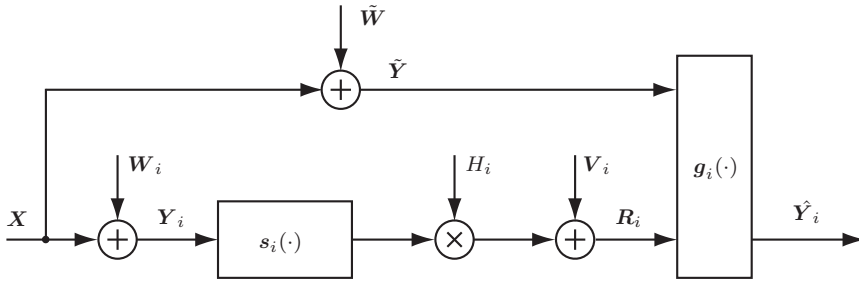 W̃
Ỹ
W_i
H_i
V_i
g_i(·)
X
Y_i
s_i(·)
R_i
Ŷ_i